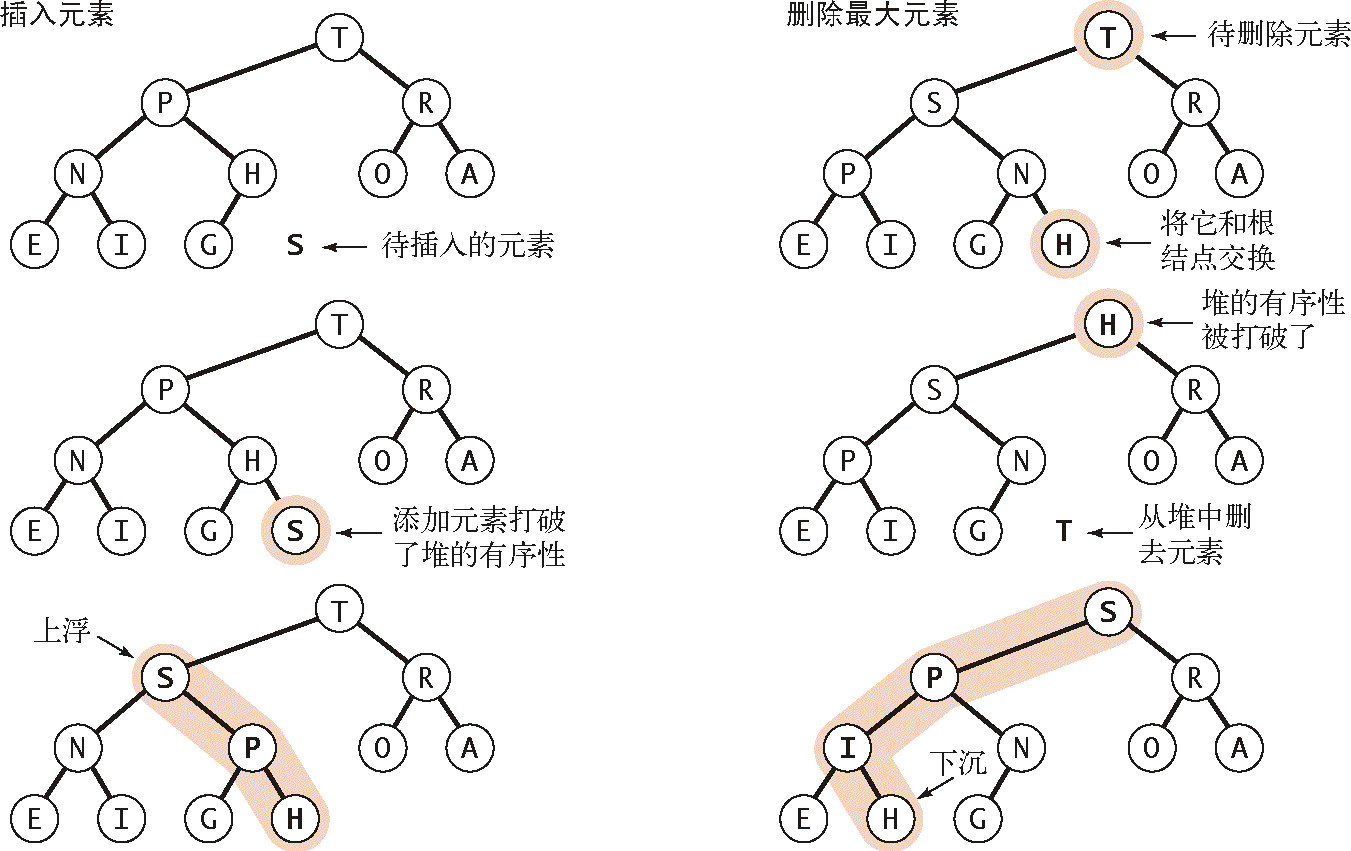 插入元素
T
P
R
N
H
O
A
E
I
G
S
待插入的元素
T
P
R
N
H
O
A
E
I
G
S
添加元素打破
了堆的有序性
T
上浮
S
R
N
P
O
A
E
I
G
H
删除最大元素
T
待删除元素
S
R
P
N
O
A
E
I
G
H
将它和根
结点交换
H
堆的有序性
被打破了
S
R
P
N
O
A
E
I
G
T
从堆中删
去元素
S
P
R
I
N
O
A
下沉
E
H
G